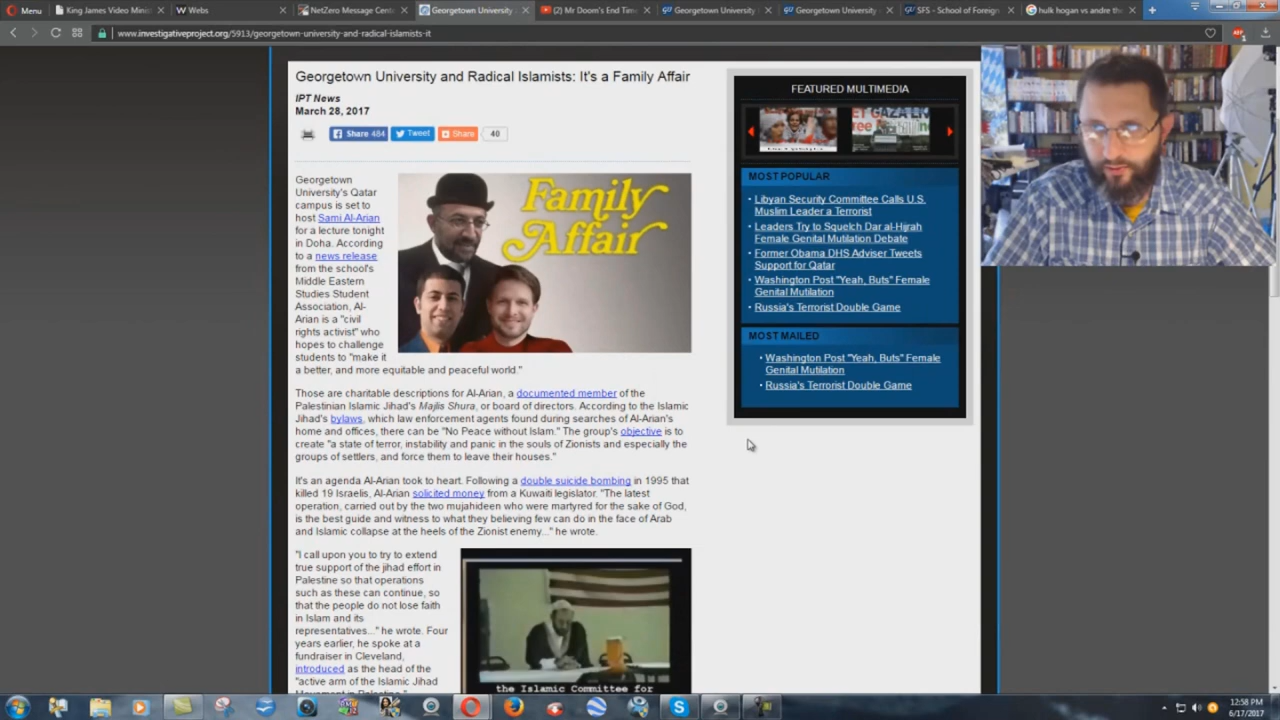 Menu
King James Video Minist
Webs
NetZero Message Cent
Georgetown University
(2) Mr Doom's End Time
Georgetown University
Georgetown University
SFS - School of Foreign
hulk hogan vs andre th
www.investigativeproject.org/5913/georgetown-university-and-radical-islamists-it
Georgetown University and Radical Islamists: It's a Family Affair
IPT News
March 28, 2017
Share 484
Tweet
Share
40
Georgetown
University's Qatar
campus is set to
host Sami Al-Arian
for a lecture tonight
in Doha. According
to a news release
from the school's
Middle Eastern
Studies Student
Association, Al-
Arian is a "civil
rights activist" who
hopes to challenge
students to "make it
a better, and more equitable and peaceful world."
Family
Affair
Those are charitable descriptions for Al-Arian, a documented member of the
Palestinian Islamic Jihad's Majlis Shura, or board of directors. According to the Islamic
Jihad's bylaws, which law enforcement agents found during searches of Al-Arian's
home and offices, there can be "No Peace without Islam." The group's objective is to
create "a state of terror, instability and panic in the souls of Zionists and especially the
groups of settlers, and force them to leave their houses."
It's an agenda Al-Arian took to heart. Following a double suicide bombing in 1995 that
killed 19 Israelis, Al-Arian solicited money from a Kuwaiti legislator. "The latest
operation, carried out by the two mujahideen who were martyred for the sake of God,
is the best guide and witness to what they believing few can do in the face of Arab
and Islamic collapse at the heels of the Zionist enemy..." he wrote.
"I call upon you to try to extend
true support of the jihad effort in
Palestine so that operations
such as these can continue, so
that the people do not lose faith
in Islam and its
representatives..." he wrote. Four
years earlier, he spoke at a
fundraiser in Cleveland,
introduced as the head of the
"active arm of the Islamic Jihad
Movement in Palestine."
the Islamic Committee for
FEATURED MULTIMEDIA
MOST POPULAR
• Libyan Security Committee Calls U.S.
Muslim Leader a Terrorist
• Leaders Try to Squelch Dar al-Hijrah
Female Genital Mutilation Debate
• Former Obama DHS Adviser Tweets
Support for Qatar
• Washington Post "Yeah, Buts" Female
Genital Mutilation
• Russia's Terrorist Double Game
MOST MAILED
• Washington Post "Yeah, Buts" Female
Genital Mutilation
• Russia's Terrorist Double Game
12:58 PM
6/17/2017